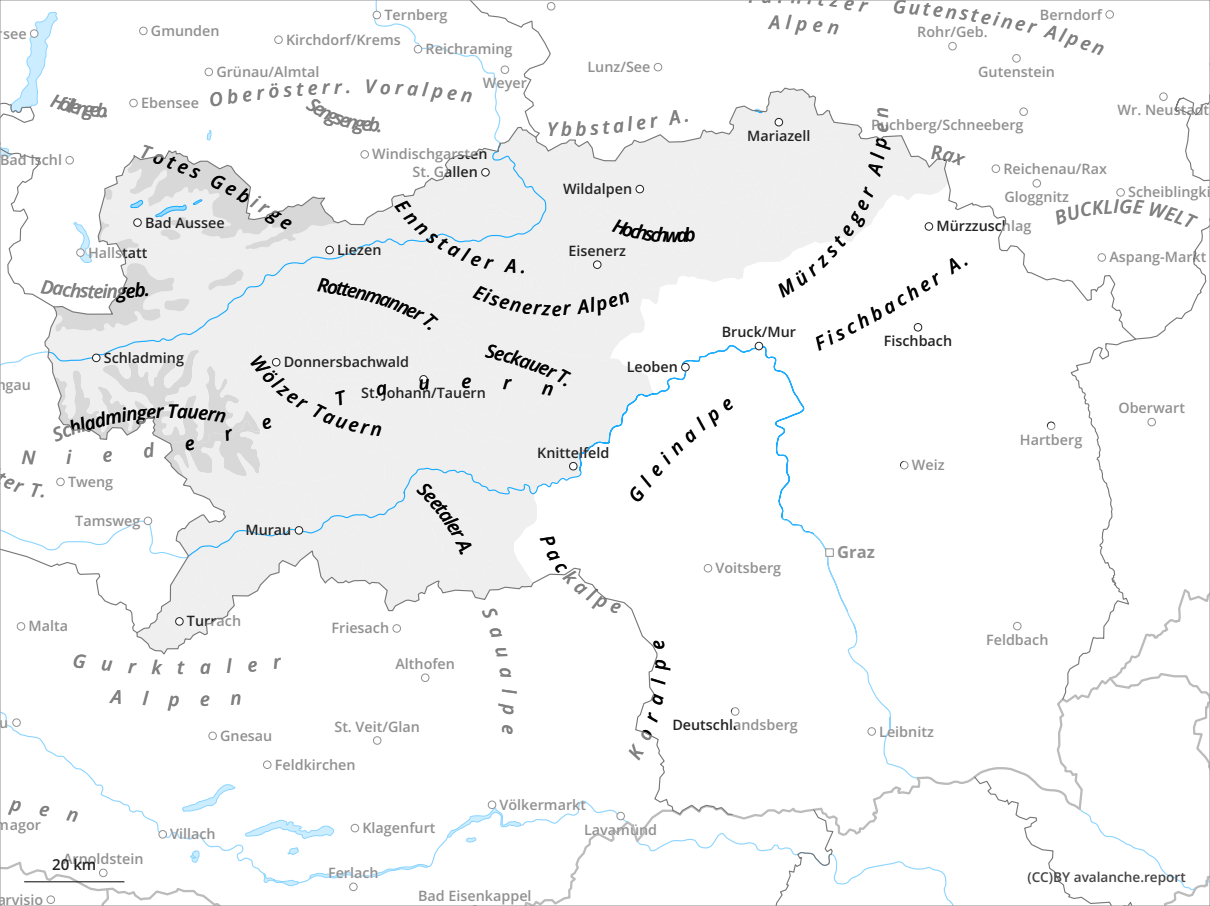 Ternberg
Gutensteiner Alpen
Berndorf
Alpen
Gmunden
Kirchdorf/Krems
Reichraming
Rohr/Geb.
Grünau/Almtal
Weyer
Lunz/See
Gutenstein
Oberösterr. Voralpen
Ebensee
Höllengeb.
Sengsengeb.
Ybbstaler A.
Mariazell
Puchberg/Schneeberg
Wr. Neustadt
Bad Ischl
Windischgarsten
Totes Gebirge
St. Gallen
Rax
Reichenau/Rax
Wildalpen
Gloggnitz
BUCKLIGE WELT
Bad Aussee
Ennstaler A.
Hochschwab
Mürzsteger Alpen
Mürzzuschlag
Hallstatt
Liezen
Eisenerz
Aspang-Markt
Dachsteingeb.
Rottenmanner T.
Eisenerzer Alpen
Fischbacher A.
Bruck/Mur
Fischbach
Schladming
Donnersbachwald
Seckauer T.
Leoben
St. Johann/Tauern
Wölzer Tauern
Schladminger Tauern
Niedere Tauern
Gleinalpe
Oberwart
Hartberg
Knittelfeld
Weiz
Tweng
Seetaler A.
Tamsweg
Murau
Packalpe
Graz
Voitsberg
Malta
Turrach
Friesach
Saualpe
Feldbach
Gurktaler
Alpen
Althofen
Koralpe
Deutschlandsberg
Leibnitz
Gnesau
St. Veit/Glan
Feldkirchen
Völkermarkt
Villach
Klagenfurt
Lavamünd
Arnoldstein
20 km
Ferlach
Bad Eisenkappel
(CC)BY avalanche.report